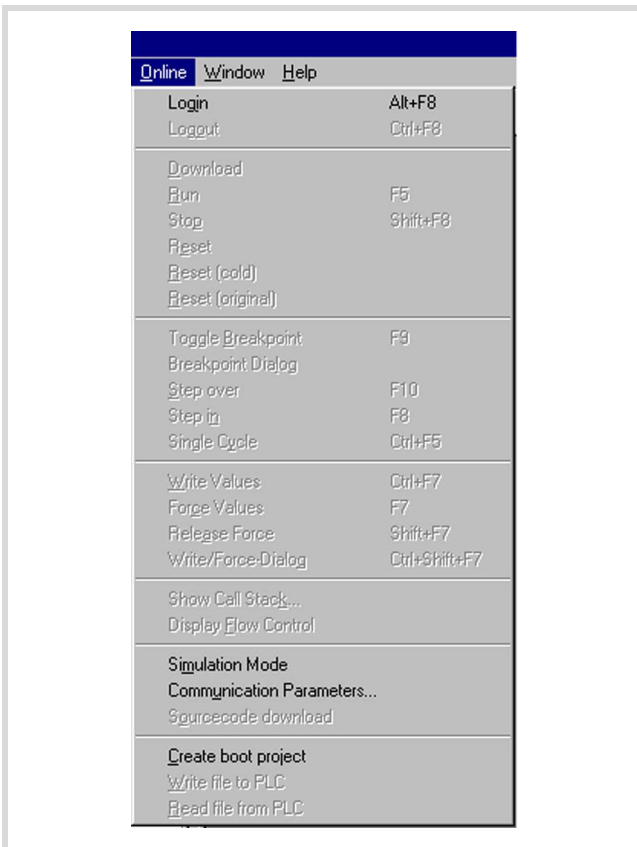 Online Window Help
Login Alt+F8
Logout Ctrl+F8
Download
Run F5
Stop Shift+F8
Reset
Reset (cold)
Reset (original)
Toggle Breakpoint F9
Breakpoint Dialog
Step over F10
Step in F8
Single Cycle Ctrl+F5
Write Values Ctrl+F7
Force Values F7
Release Force Shift+F7
Write/Force-Dialog Ctrl+Shift+F7
Show Call Stack...
Display Flow Control
Simulation Mode
Communication Parameters...
Sourcecode download
Create boot project
Write file to PLC
Read file from PLC